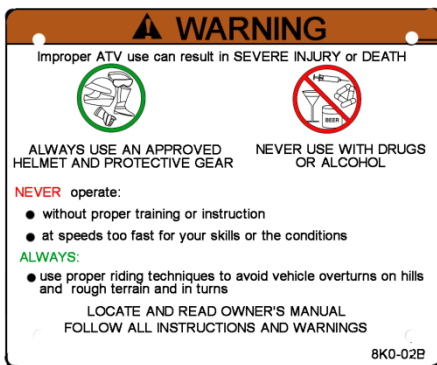 WARNING
Improper ATV use can result in SEVERE INJURY or DEATH
ALWAYS USE AN APPROVED
HELMET AND PROTECTIVE GEAR
NEVER USE WITH DRUGS
OR ALCOHOL
BEER
NEVER operate:
● without proper training or instruction
● at speeds too fast for your skills or the conditions
ALWAYS:
● use proper riding techniques to avoid vehicle overturns on hills
and rough terrain and in turns
LOCATE AND READ OWNER'S MANUAL
FOLLOW ALL INSTRUCTIONS AND WARNINGS
8K0-02B